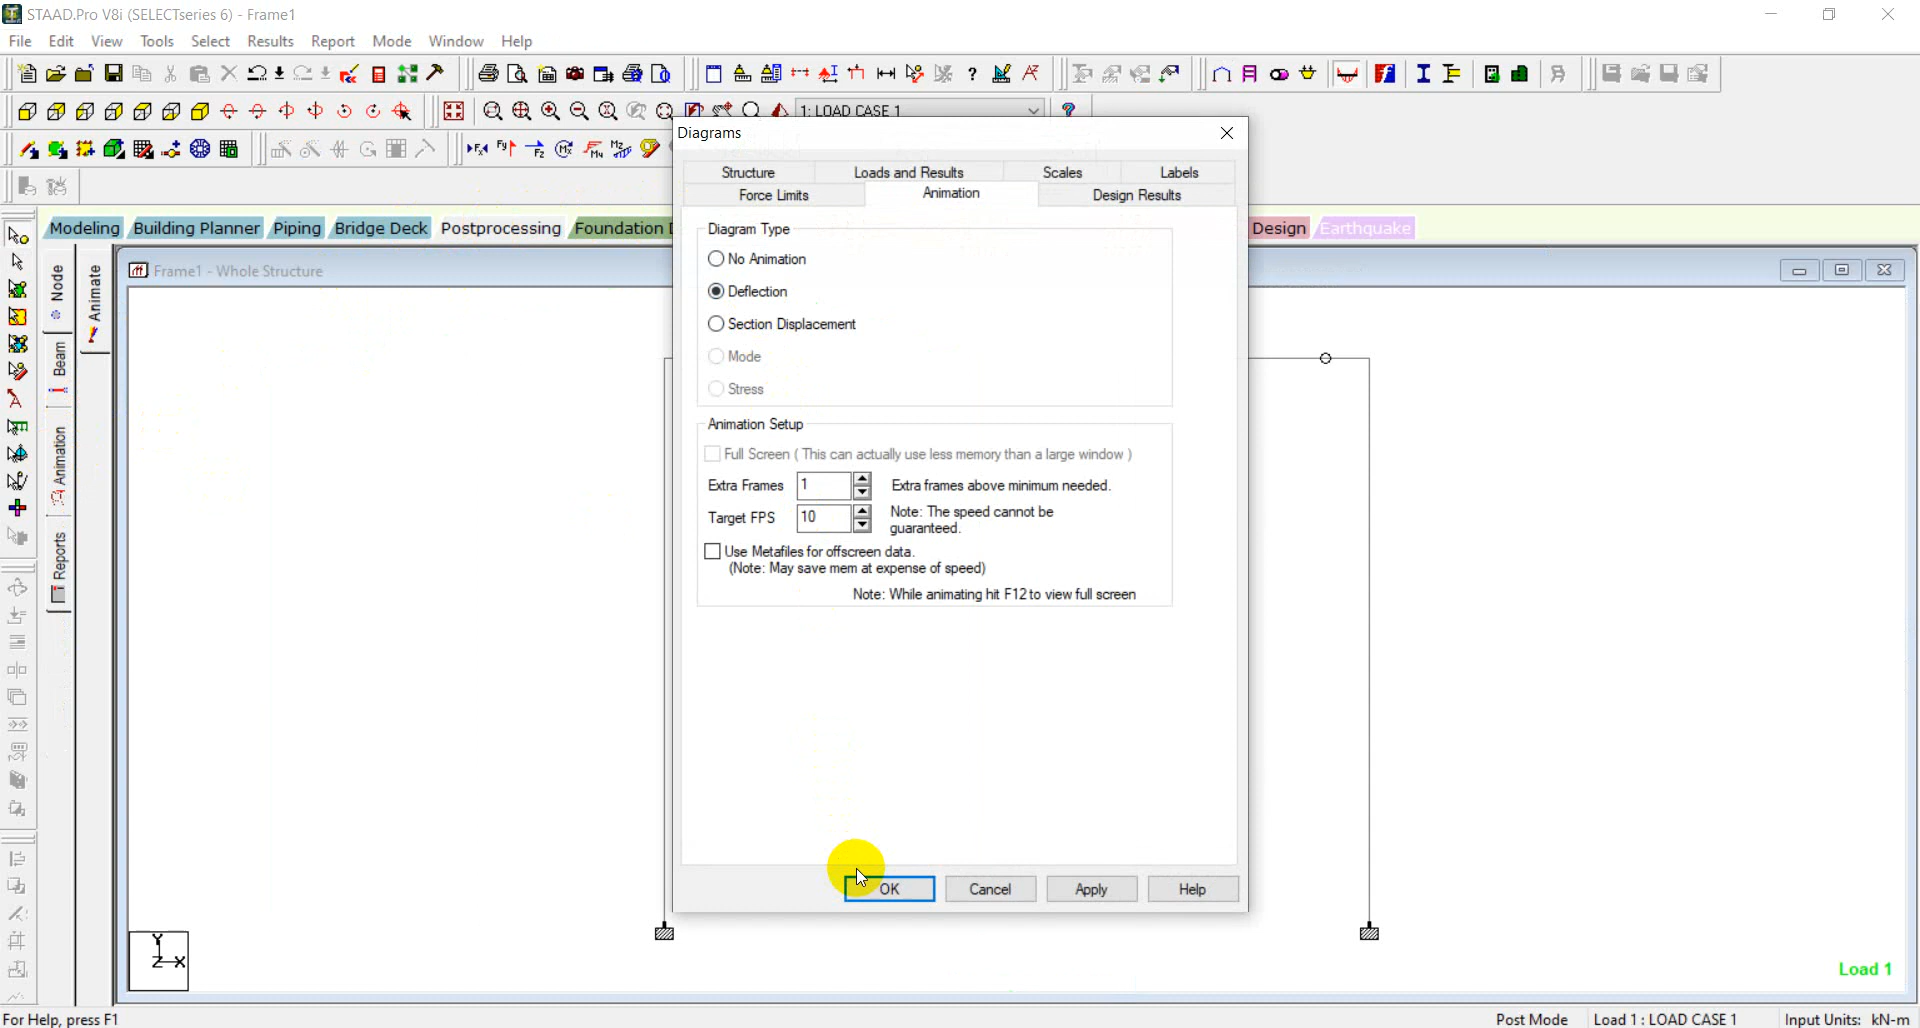 STAAD.Pro V8i (SELECTseries 6) - Frame1
File Edit View Tools Select Results Report Mode Window Help
1: LOAD CASE 1
Modeling Building Planner Piping Bridge Deck Postprocessing Foundation Design Earthquake
Frame1 - Whole Structure
Node
Beam
Animation
Reports
Animate
Diagrams
Structure Loads and Results Scales Labels
Force Limits Animation Design Results
Diagram Type
No Animation
Deflection
Section Displacement
Mode
Stress
Animation Setup
Full Screen ( This can actually use less memory than a large window )
Extra Frames 1 Extra frames above minimum needed.
Target FPS 10 Note: The speed cannot be
guaranteed.
Use Metafiles for offscreen data.
(Note: May save mem at expense of speed)
Note: While animating hit F12 to view full screen
OK Cancel Apply Help
Y
Z X
Load 1
For Help, press F1 Post Mode Load 1 : LOAD CASE 1 Input Units: kN-m